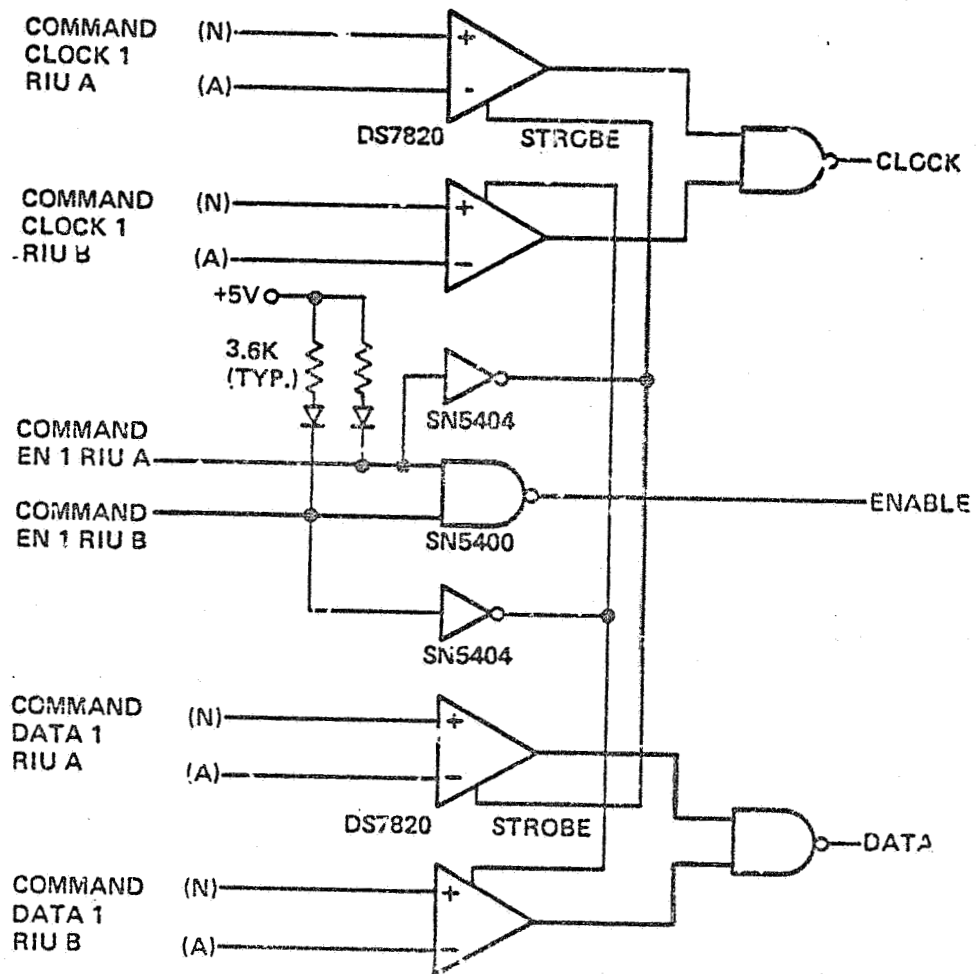 COMMAND (N)
CLOCK 1
RIU A (A)
+
-
DS7820 STROBE
CLOCK
COMMAND (N)
CLOCK 1
RIU B (A)
+
-
+5V
3.6K
(TYP.)
SN5404
COMMAND
EN 1 RIU A
ENABLE
COMMAND
EN 1 RIU B
SN5400
SN5404
COMMAND (N)
DATA 1
RIU A (A)
+
-
DS7820 STROBE
DATA
COMMAND (N)
DATA 1
RIU B (A)
+
-